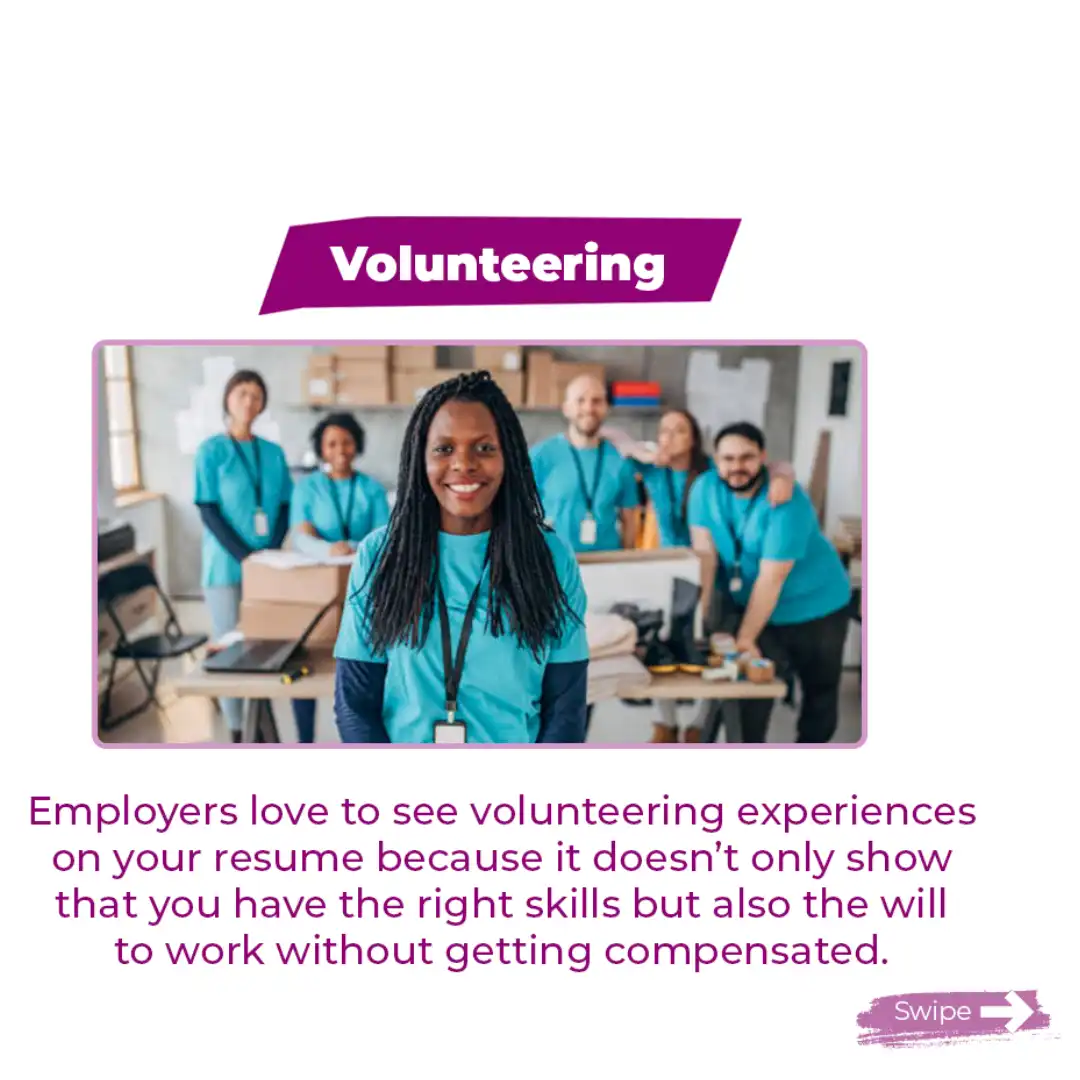 Volunteering
Employers love to see volunteering experiences
on your resume because it doesn’t only show
that you have the right skills but also the will
to work without getting compensated.
Swipe